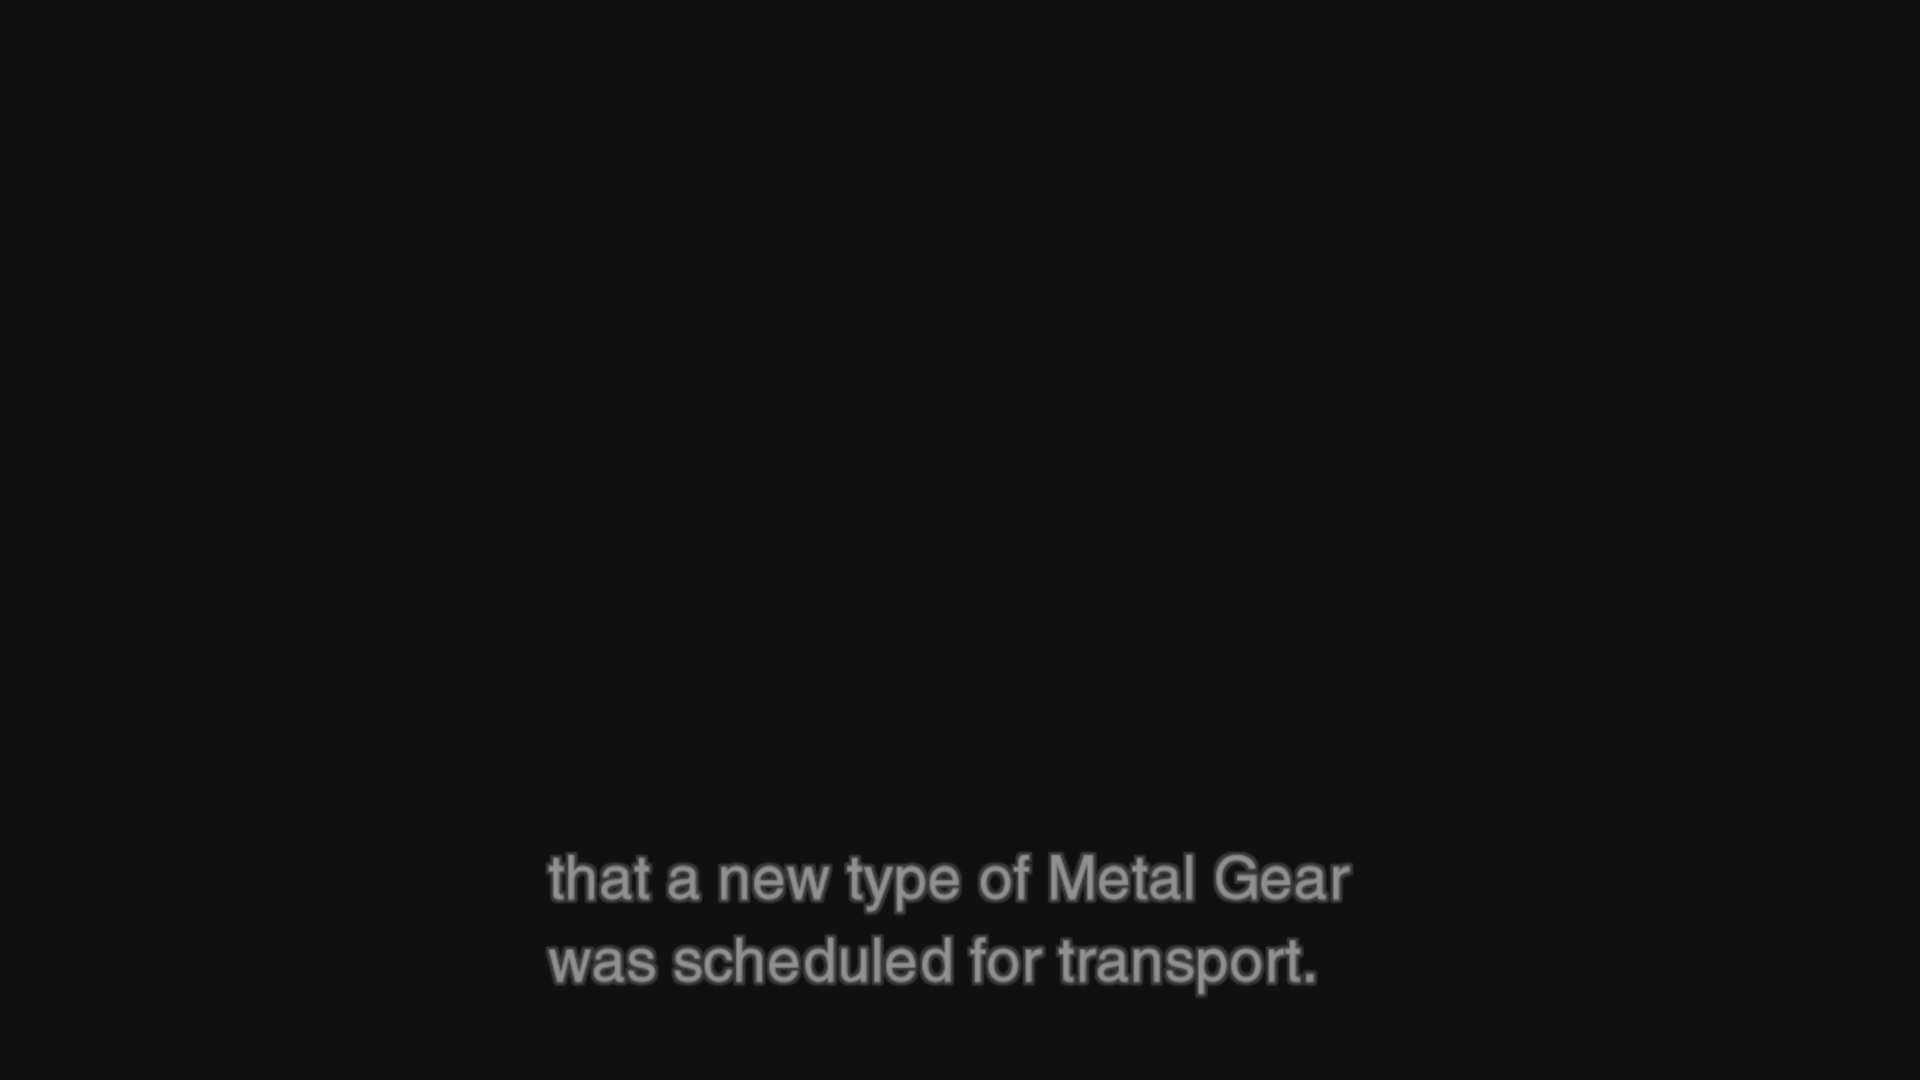 that a new type of Metal Gear
was scheduled for transport.